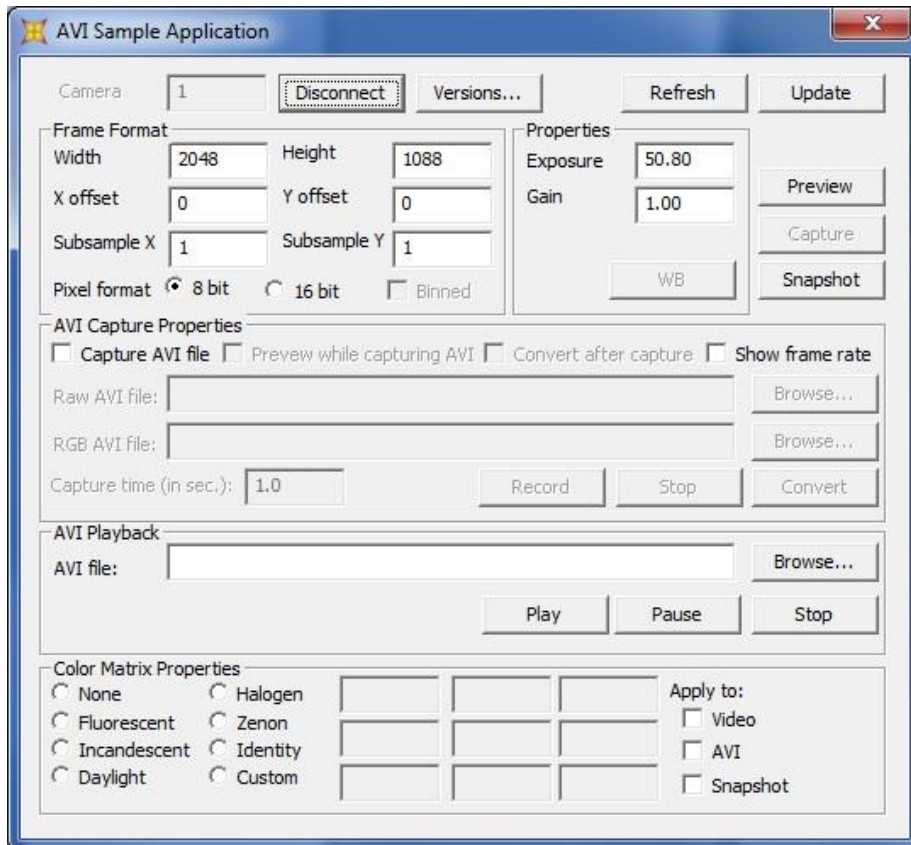 AVI Sample Application
Camera 1 Disconnect Versions... Refresh Update
Frame Format
Width 2048 Height 1088
X offset 0 Y offset 0
Subsample X 1 Subsample Y 1
Pixel format 8 bit 16 bit Binned
Properties
Exposure 50.80
Gain 1.00
WB
Preview
Capture
Snapshot
AVI Capture Properties
Capture AVI file Prevew while capturing AVI Convert after capture Show frame rate
Raw AVI file: Browse...
RGB AVI file: Browse...
Capture time (in sec.): 1.0 Record Stop Convert
AVI Playback
AVI file: Browse...
Play Pause Stop
Color Matrix Properties
None Halogen
Fluorescent Zenon
Incandescent Identity
Daylight Custom
Apply to:
Video
AVI
Snapshot